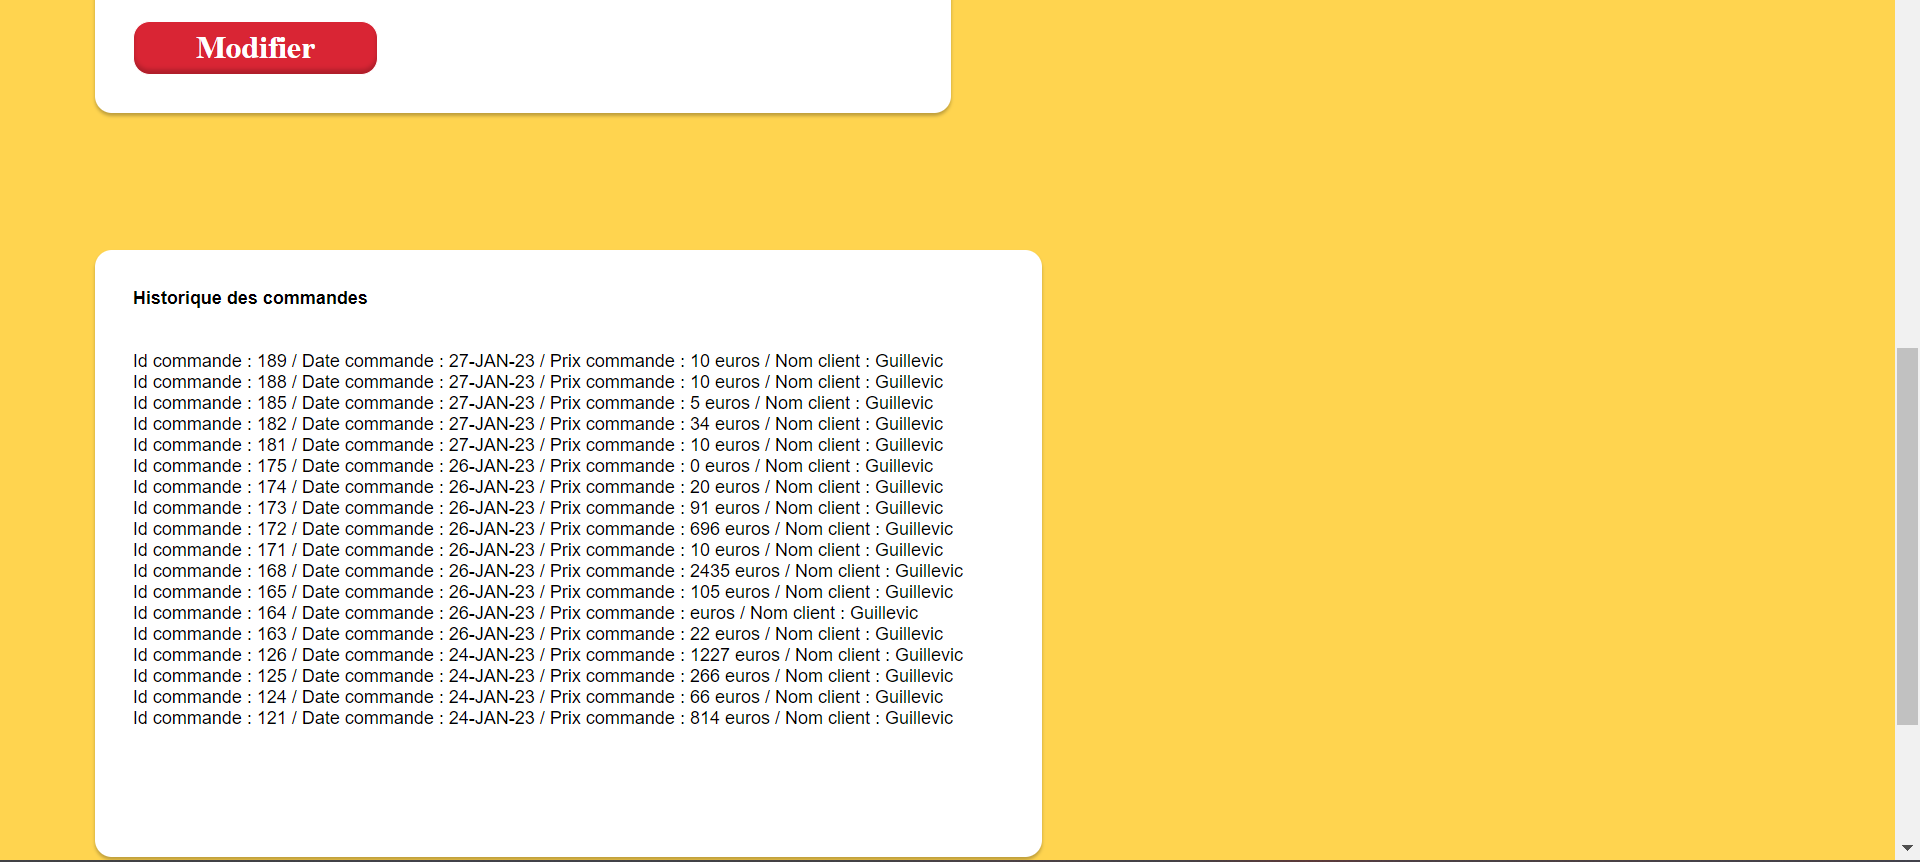 Modifier
Historique des commandes
Id commande : 189 / Date commande : 27-JAN-23 / Prix commande : 10 euros / Nom client : Guillevic
Id commande : 188 / Date commande : 27-JAN-23 / Prix commande : 10 euros / Nom client : Guillevic
Id commande : 185 / Date commande : 27-JAN-23 / Prix commande : 5 euros / Nom client : Guillevic
Id commande : 182 / Date commande : 27-JAN-23 / Prix commande : 34 euros / Nom client : Guillevic
Id commande : 181 / Date commande : 27-JAN-23 / Prix commande : 10 euros / Nom client : Guillevic
Id commande : 175 / Date commande : 26-JAN-23 / Prix commande : 0 euros / Nom client : Guillevic
Id commande : 174 / Date commande : 26-JAN-23 / Prix commande : 20 euros / Nom client : Guillevic
Id commande : 173 / Date commande : 26-JAN-23 / Prix commande : 91 euros / Nom client : Guillevic
Id commande : 172 / Date commande : 26-JAN-23 / Prix commande : 696 euros / Nom client : Guillevic
Id commande : 171 / Date commande : 26-JAN-23 / Prix commande : 10 euros / Nom client : Guillevic
Id commande : 168 / Date commande : 26-JAN-23 / Prix commande : 2435 euros / Nom client : Guillevic
Id commande : 165 / Date commande : 26-JAN-23 / Prix commande : 105 euros / Nom client : Guillevic
Id commande : 164 / Date commande : 26-JAN-23 / Prix commande : euros / Nom client : Guillevic
Id commande : 163 / Date commande : 26-JAN-23 / Prix commande : 22 euros / Nom client : Guillevic
Id commande : 126 / Date commande : 24-JAN-23 / Prix commande : 1227 euros / Nom client : Guillevic
Id commande : 125 / Date commande : 24-JAN-23 / Prix commande : 266 euros / Nom client : Guillevic
Id commande : 124 / Date commande : 24-JAN-23 / Prix commande : 66 euros / Nom client : Guillevic
Id commande : 121 / Date commande : 24-JAN-23 / Prix commande : 814 euros / Nom client : Guillevic